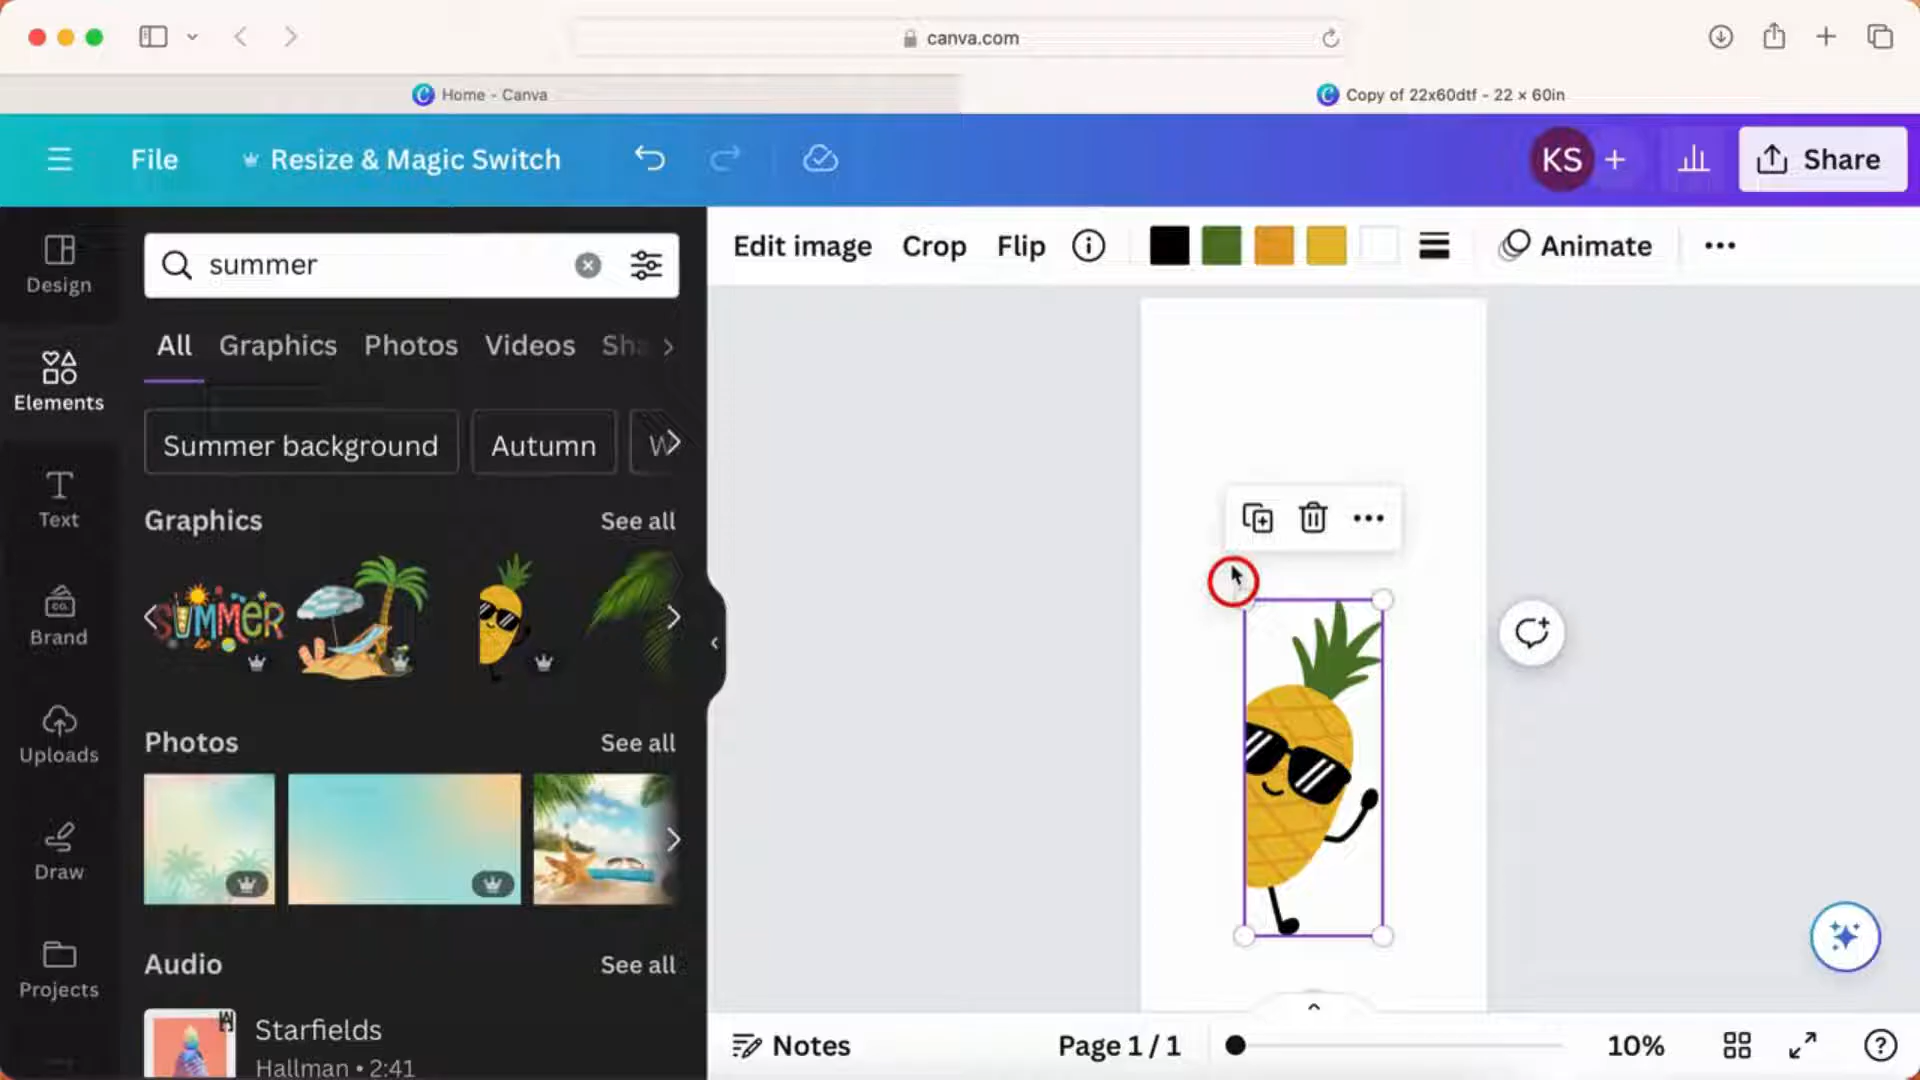 canva.com
Home - Canva
Copy of 22x60dtf - 22 × 60in
File
Resize & Magic Switch
KS
Share
Design
Elements
Text
Brand
Uploads
Draw
Projects
summer
All Graphics Photos Videos
Summer background
Autumn
Graphics
See all
SUMMER
Photos
See all
Audio
See all
Starfields
Hallman • 2:41
Edit image Crop Flip
Animate
Notes
Page 1 / 1
10%